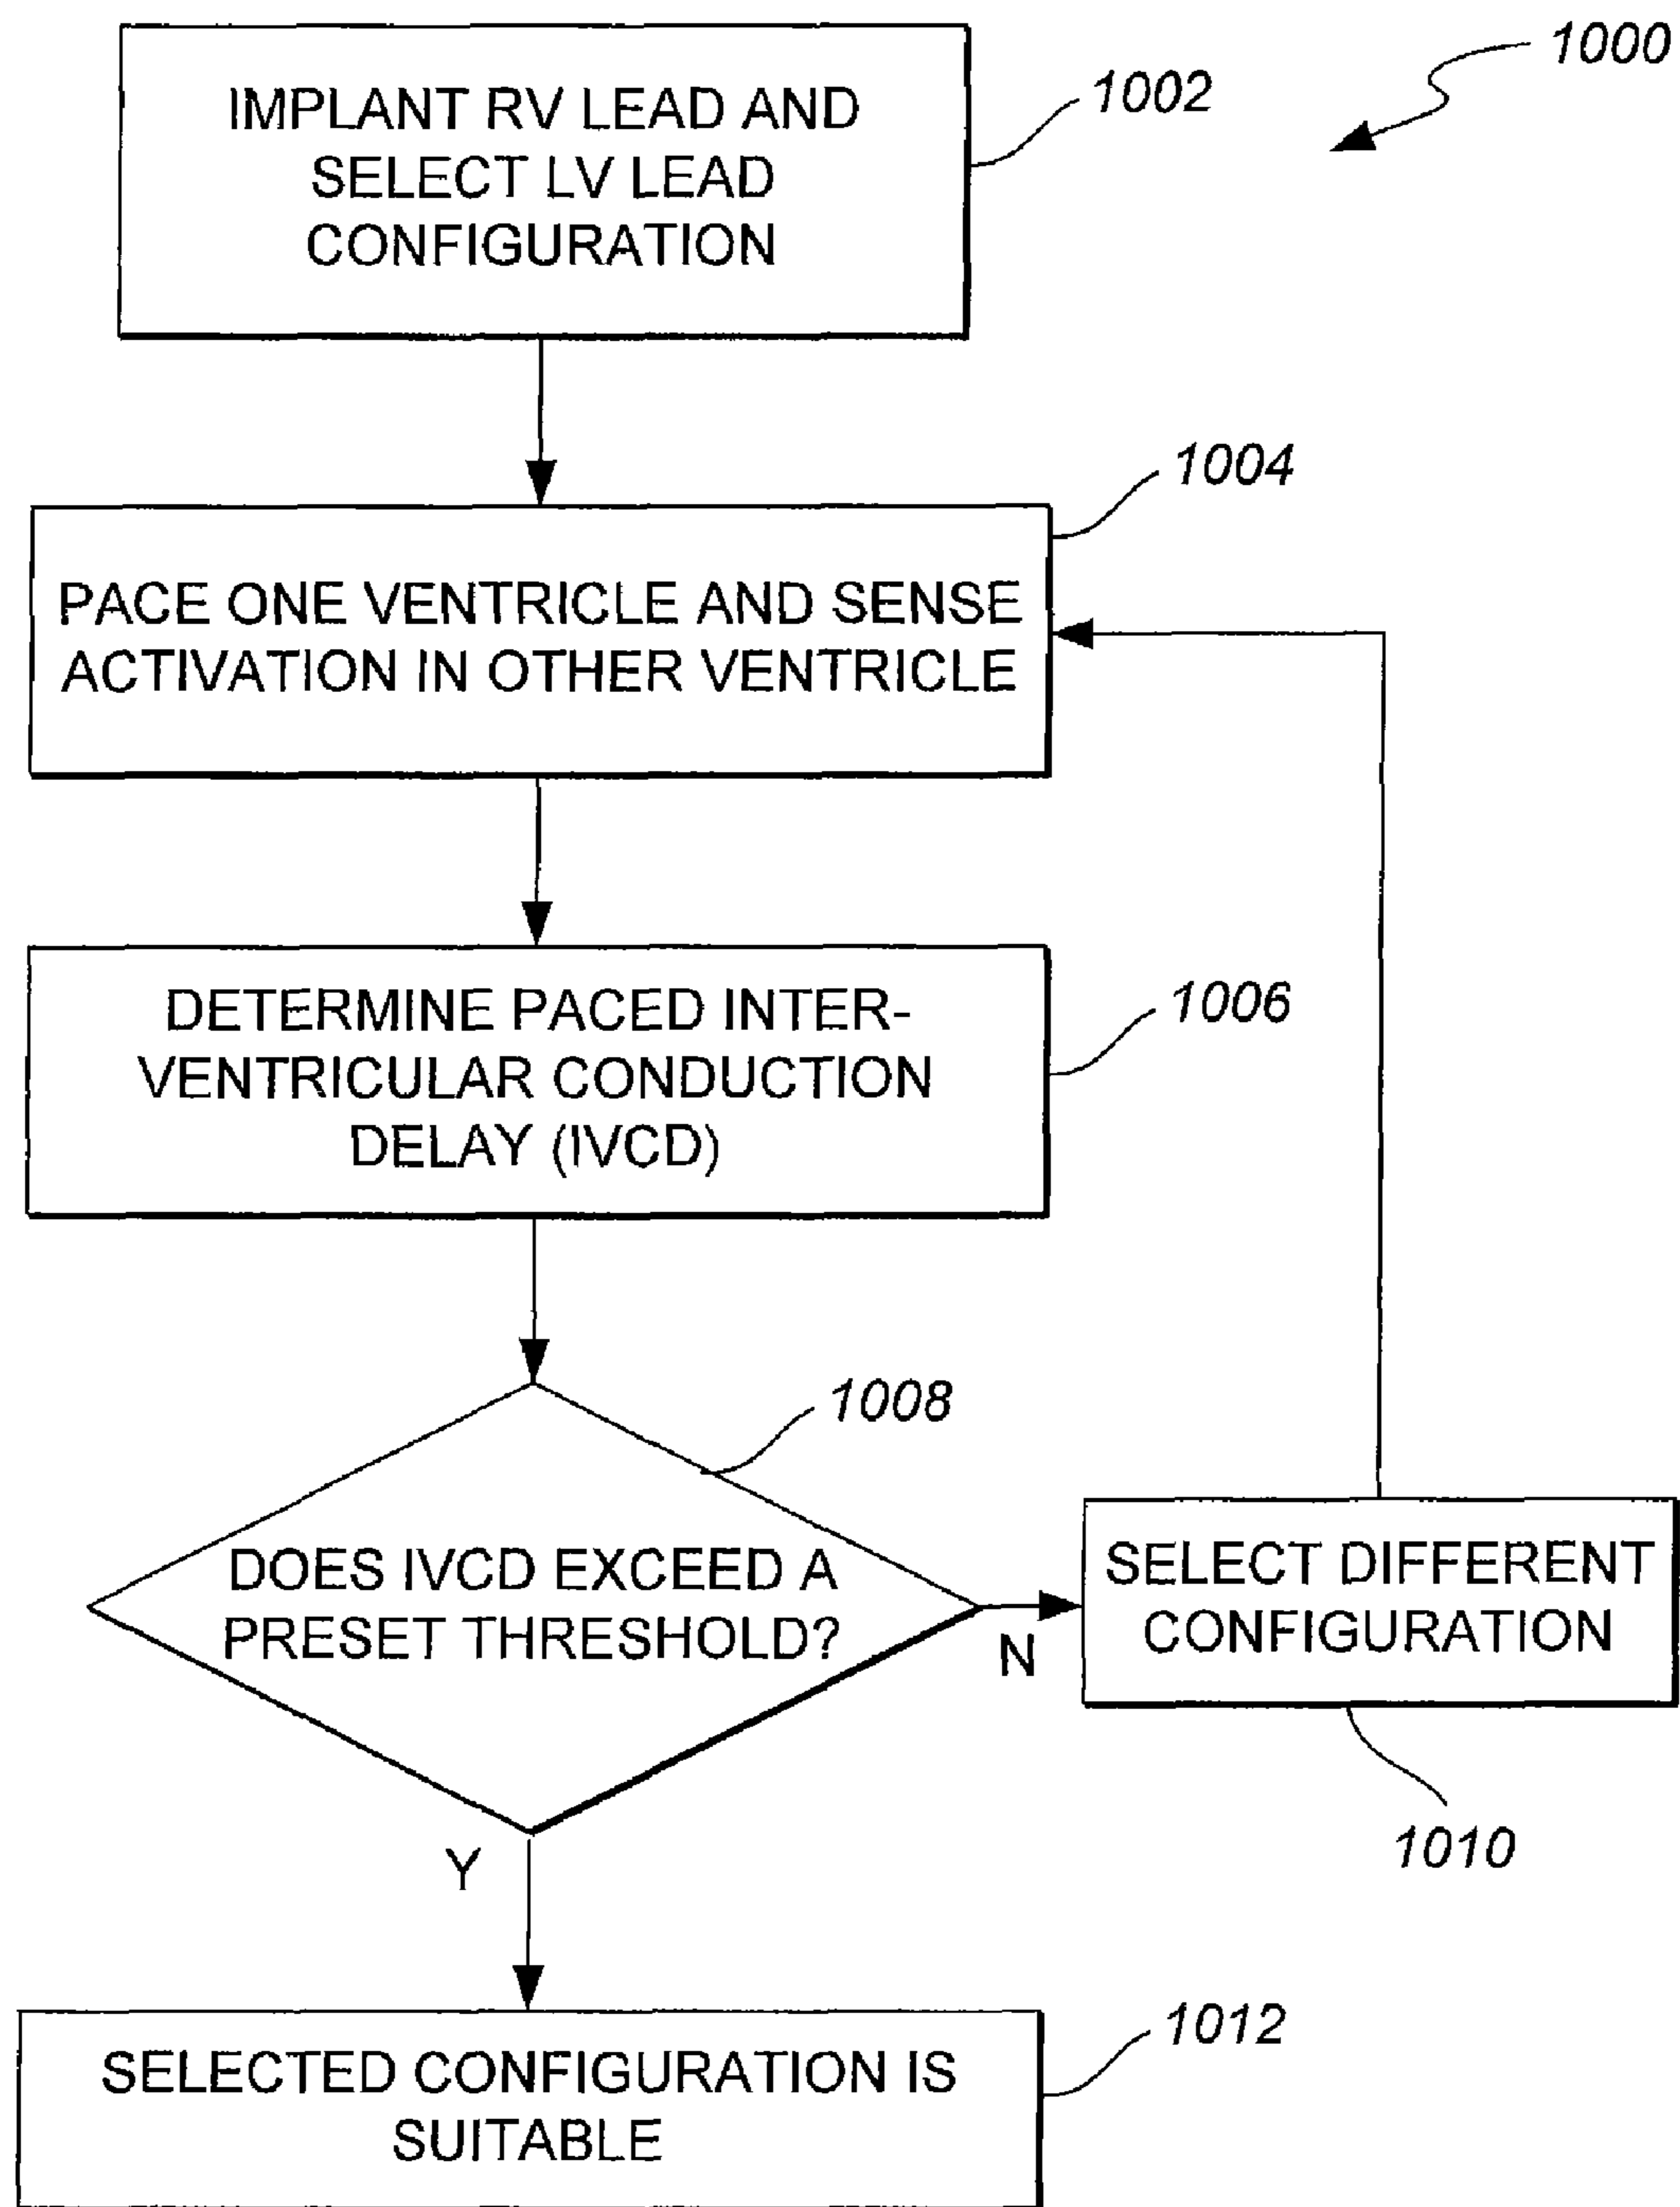 1000
IMPLANT RV LEAD AND
SELECT LV LEAD
CONFIGURATION
1002
1004
PACE ONE VENTRICLE AND SENSE
ACTIVATION IN OTHER VENTRICLE
DETERMINE PACED INTER-
VENTRICULAR CONDUCTION
DELAY (IVCD)
1006
1008
DOES IVCD EXCEED A
PRESET THRESHOLD?
N
SELECT DIFFERENT
CONFIGURATION
1010
Y
SELECTED CONFIGURATION IS
SUITABLE
1012